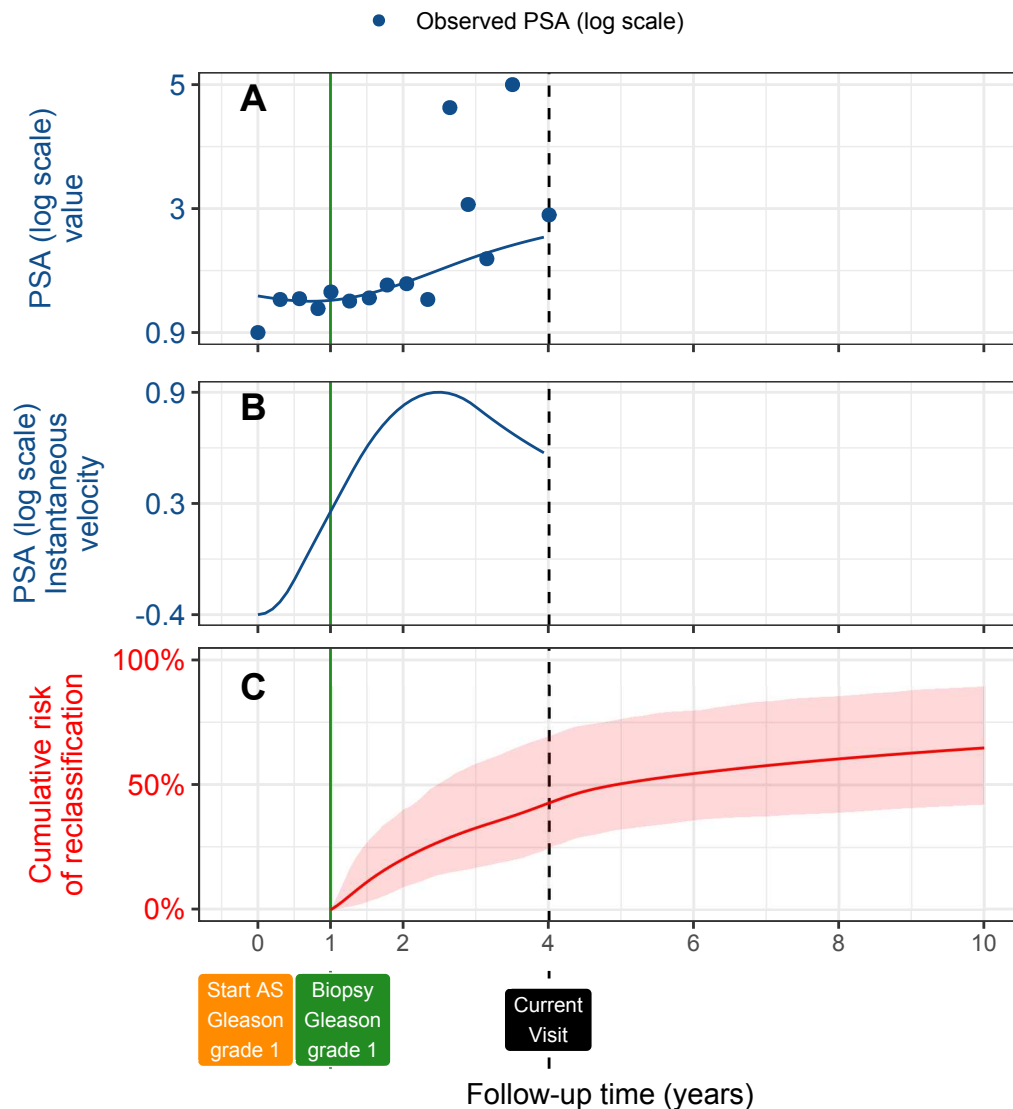 Observed PSA (log scale)
A
PSA (log scale)
value
5
3
0.9
B
PSA (log scale)
Instantaneous
velocity
0.9
0.3
-0.4
C
Cumulative risk
of reclassification
100%
50%
0%
0 1 2 4 6 8 10
Start AS
Gleason
grade 1
Biopsy
Gleason
grade 1
Current
Visit
Follow-up time (years)